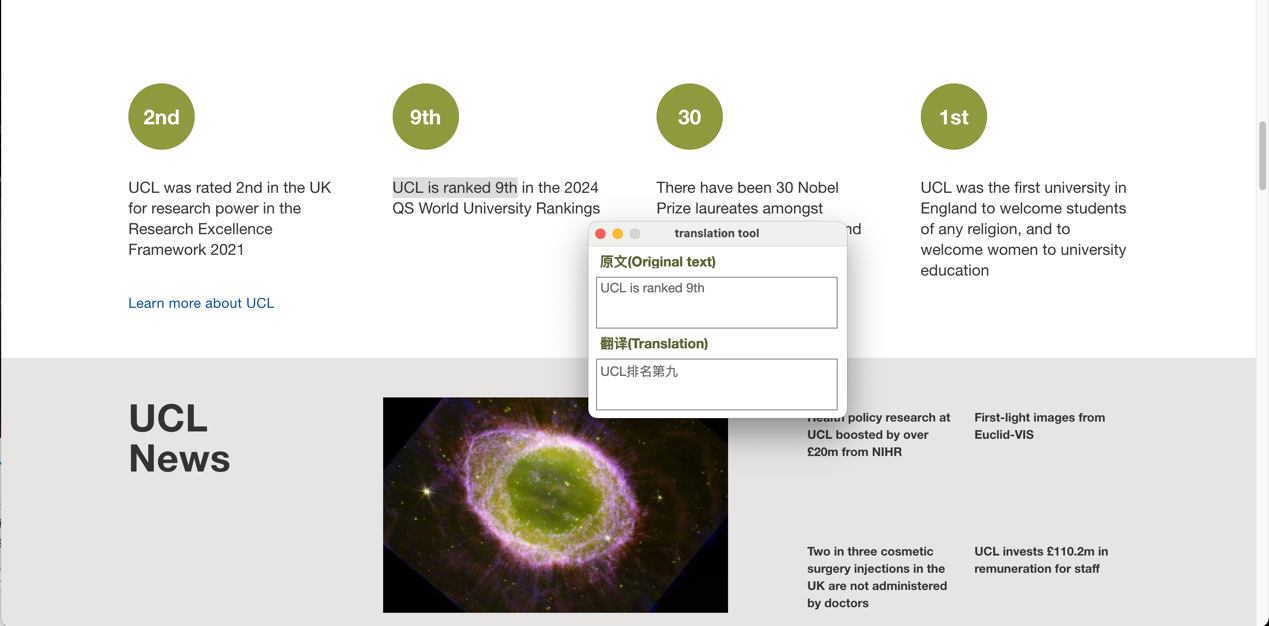 2nd
UCL was rated 2nd in the UK
for research power in the
Research Excellence
Framework 2021
Learn more about UCL
9th
UCL is ranked 9th in the 2024
QS World University Rankings
30
There have been 30 Nobel
Prize laureates amongst
1st
UCL was the first university in
England to welcome students
of any religion, and to
welcome women to university
education
translation tool
原文(Original text)
UCL is ranked 9th
翻译(Translation)
UCL排名第九
UCL
News
Health policy research at
UCL boosted by over
£20m from NIHR
First-light images from
Euclid-VIS
Two in three cosmetic
surgery injections in the
UK are not administered
by doctors
UCL invests £110.2m in
remuneration for staff